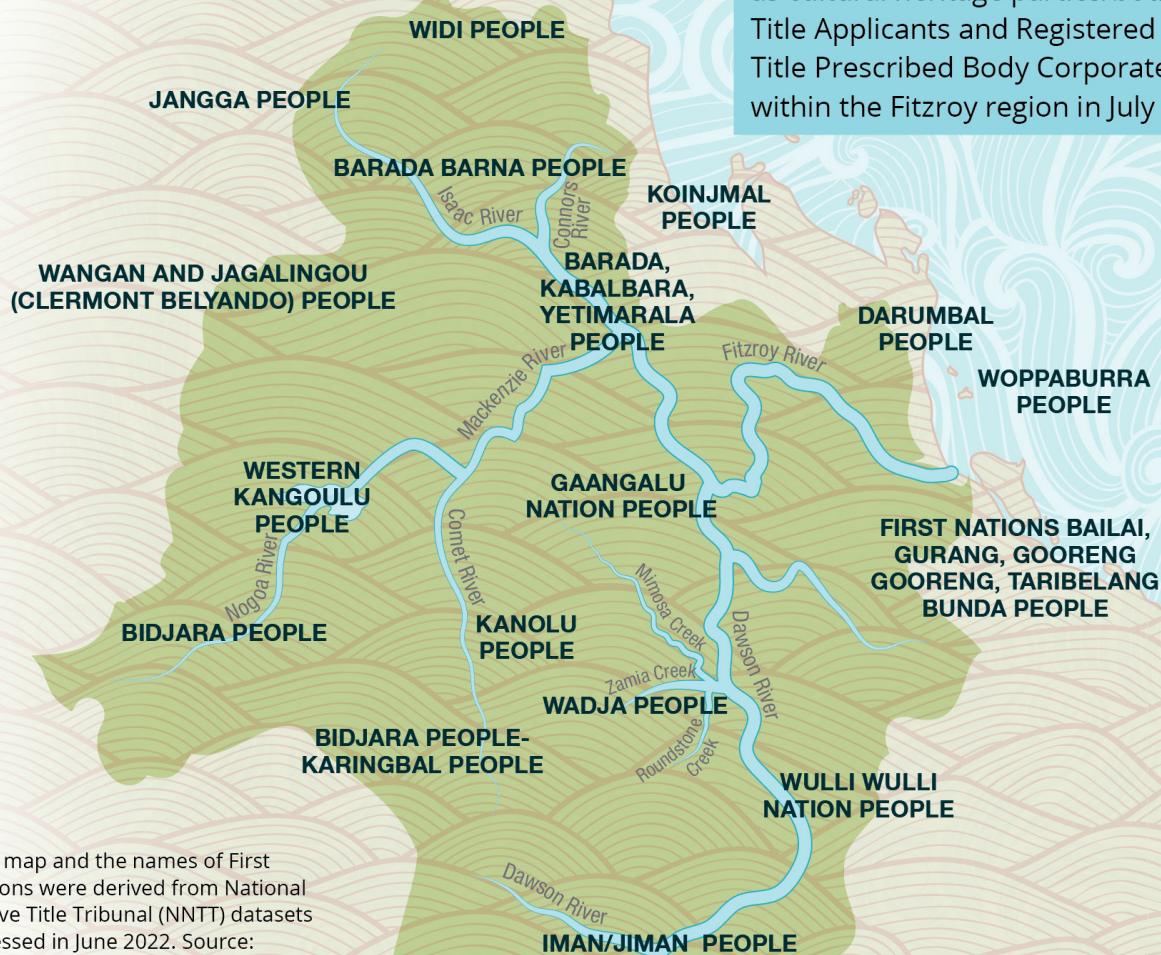 Title Applicants and Registered
Title Prescribed Body Corporate
within the Fitzroy region in July
WIDI PEOPLE
JANGGA PEOPLE
BARADA BARNA PEOPLE
Isaac River
Connors
River
KOINJMAL
PEOPLE
WANGAN AND JAGALINGOU
(CLERMONT BELYANDO) PEOPLE
BARADA,
KABALBARA,
YETIMARALA
PEOPLE
DARUMBAL
PEOPLE
Mackenzie River
Fitzroy River
WOPPABURRA
PEOPLE
WESTERN
KANGOULU
PEOPLE
GAANGALU
NATION PEOPLE
Comet River
Nogoa River
FIRST NATIONS BAILAI,
GURANG, GOORENG
GOORENG, TARIBELANG
BUNDA PEOPLE
Mimosa Creek
BIDJARA PEOPLE
KANOLU
PEOPLE
Dawson River
Zamia Creek
WADJA PEOPLE
Roundstone
Creek
BIDJARA PEOPLE-
KARINGBAL PEOPLE
WULLI WULLI
NATION PEOPLE
Dawson River
IMAN/JIMAN PEOPLE
map and the names of First
ons were derived from National
ve Title Tribunal (NNTT) datasets
essed in June 2022. Source: